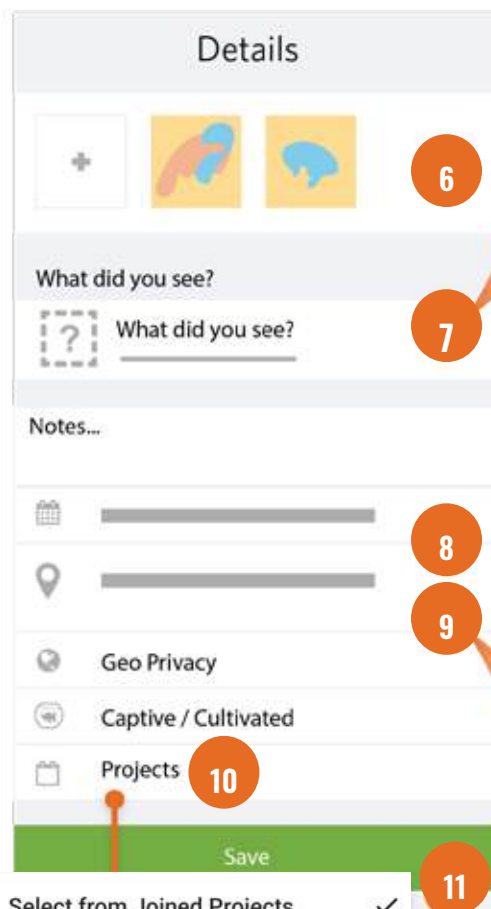 Details
6
What did you see?
? What did you see?
7
Notes...
8
9
Geo Privacy
Captive / Cultivated
Projects 10
Save
11
Select from Joined Projects